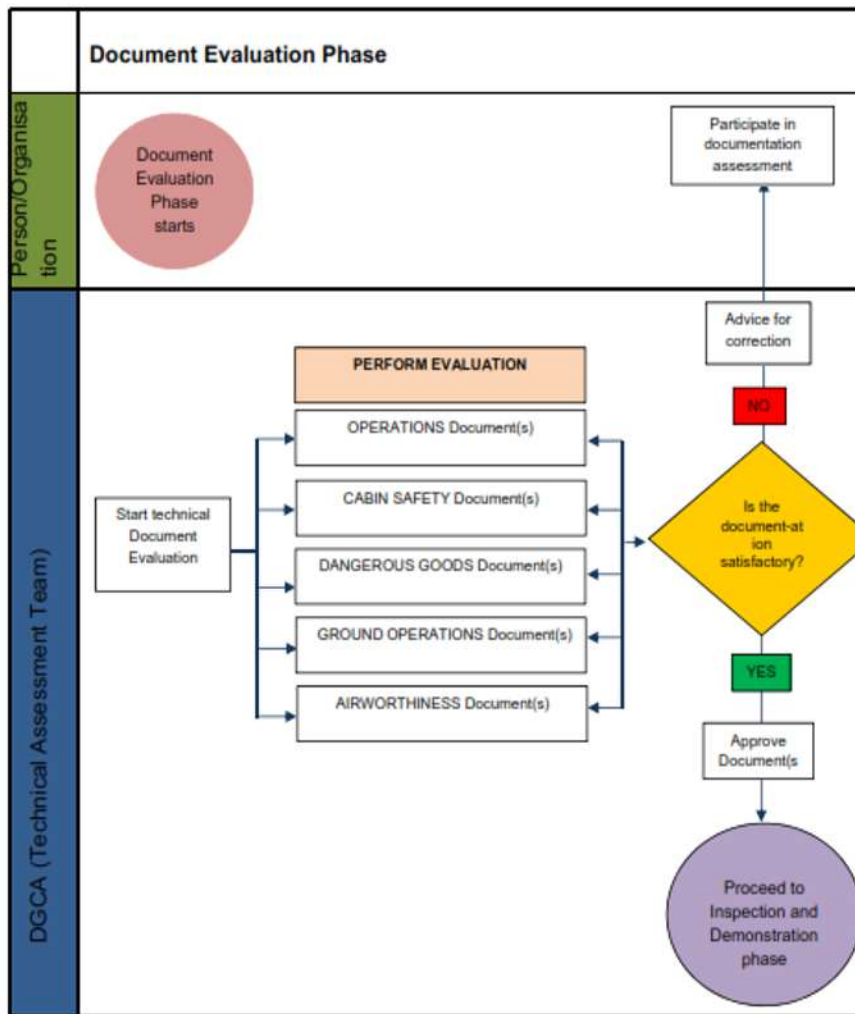 Document Evaluation Phase
Person/Organisa
tion
Document
Evaluation
Phase
starts
Participate in
documentation
assessment
DGCA (Technical Assessment Team)
Advice for
correction
PERFORM EVALUATION
NO
OPERATIONS Document(s)
CABIN SAFETY Document(s)
Start technical
Document
Evaluation
DANGEROUS GOODS Document(s)
GROUND OPERATIONS Document(s)
AIRWORTHINESS Document(s)
Is the
document-at
ion
satisfactory?
YES
Approve
Document(s
Proceed to
Inspection and
Demonstration
phase